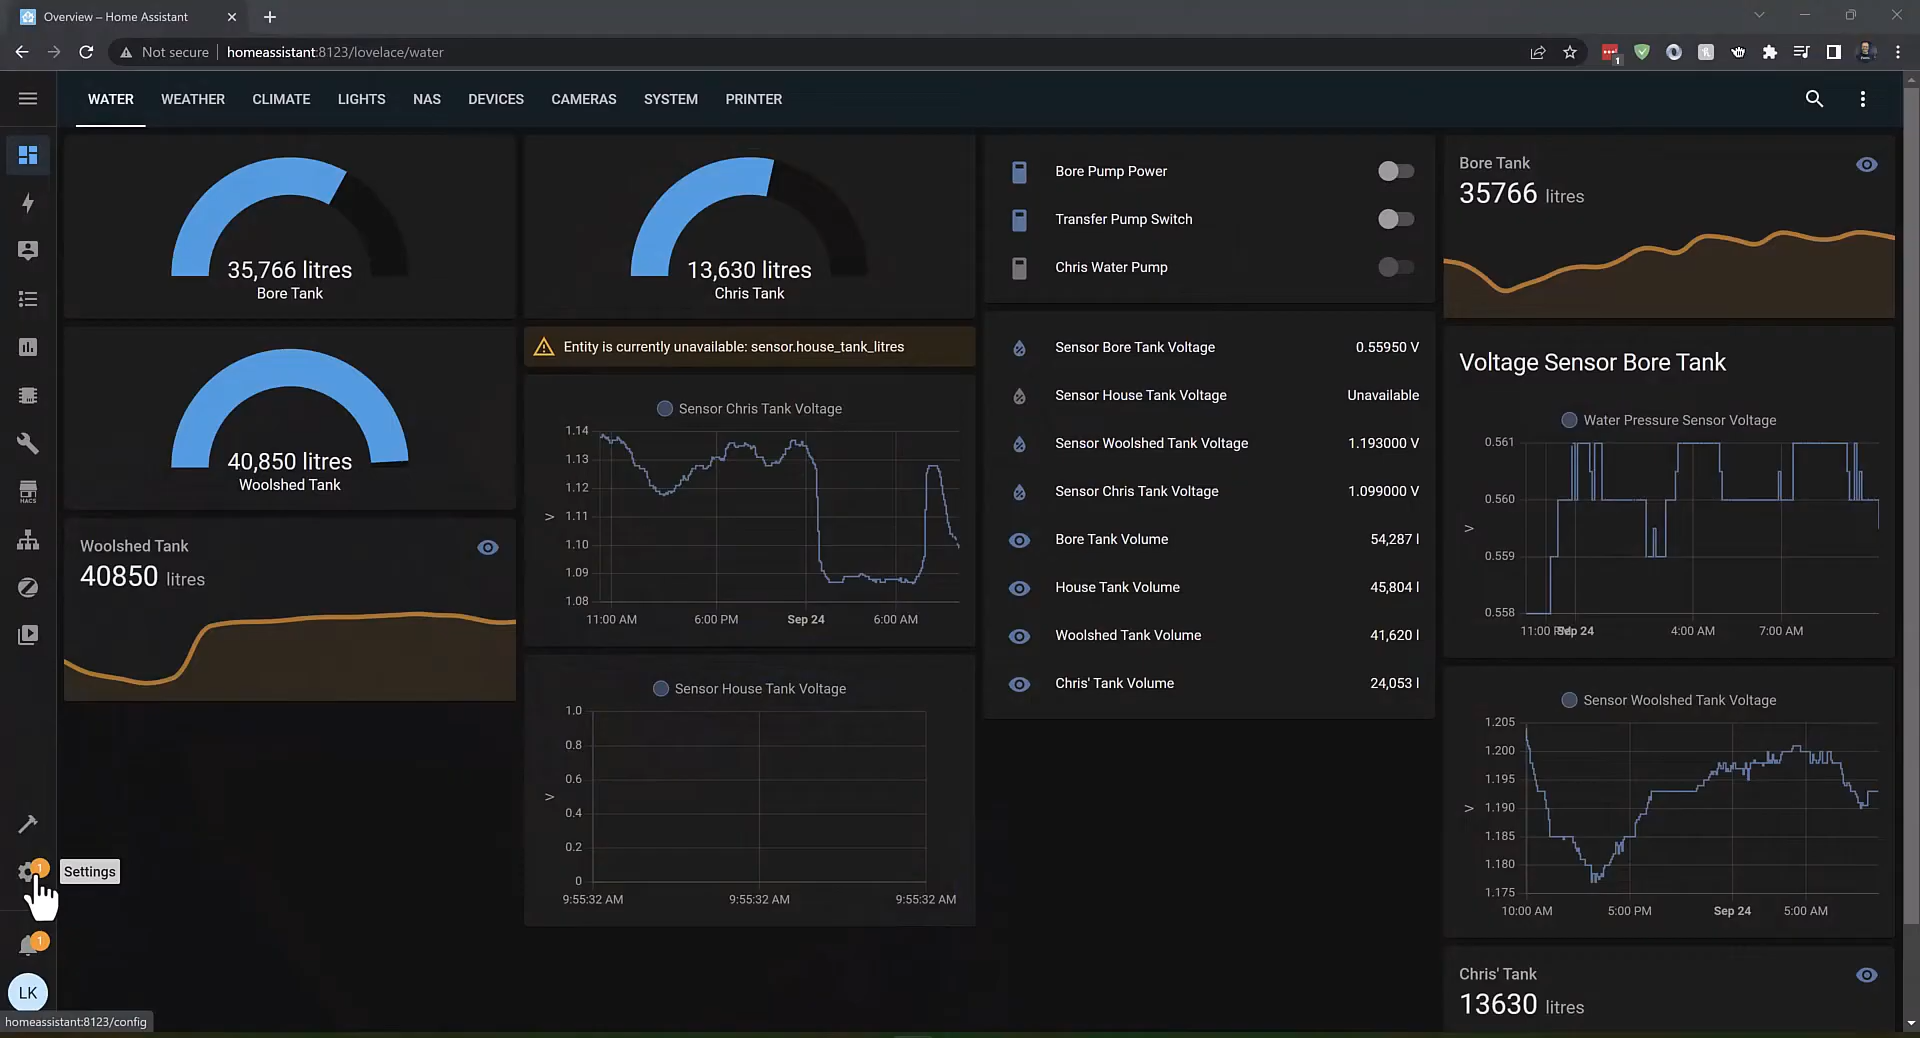 Overview – Home Assistant
Not secure
homeassistant:8123/lovelace/water
1
WATER
WEATHER
CLIMATE
LIGHTS
NAS
DEVICES
CAMERAS
SYSTEM
PRINTER
35,766 litres
Bore Tank
40,850 litres
Woolshed Tank
Woolshed Tank
40850 litres
13,630 litres
Chris Tank
Entity is currently unavailable: sensor.house_tank_litres
Sensor Chris Tank Voltage
1.14
1.13
1.12
1.11
1.10
1.09
1.08
V
11:00 AM
6:00 PM
Sep 24
6:00 AM
Sensor House Tank Voltage
1.0
0.8
0.6
0.4
0.2
0
V
9:55:32 AM
9:55:32 AM
9:55:32 AM
Bore Pump Power
Transfer Pump Switch
Chris Water Pump
Sensor Bore Tank Voltage 0.55950 V
Sensor House Tank Voltage Unavailable
Sensor Woolshed Tank Voltage 1.193000 V
Sensor Chris Tank Voltage 1.099000 V
Bore Tank Volume 54,287 l
House Tank Volume 45,804 l
Woolshed Tank Volume 41,620 l
Chris' Tank Volume 24,053 l
Bore Tank
35766 litres
Voltage Sensor Bore Tank
Water Pressure Sensor Voltage
0.561
0.560
0.559
0.558
V
11:00 PM
Sep 24
4:00 AM
7:00 AM
Sensor Woolshed Tank Voltage
1.205
1.200
1.195
1.190
1.185
1.180
1.175
V
10:00 AM
5:00 PM
Sep 24
5:00 AM
Chris' Tank
13630 litres
HACS
1
Settings
1
LK
homeassistant:8123/config